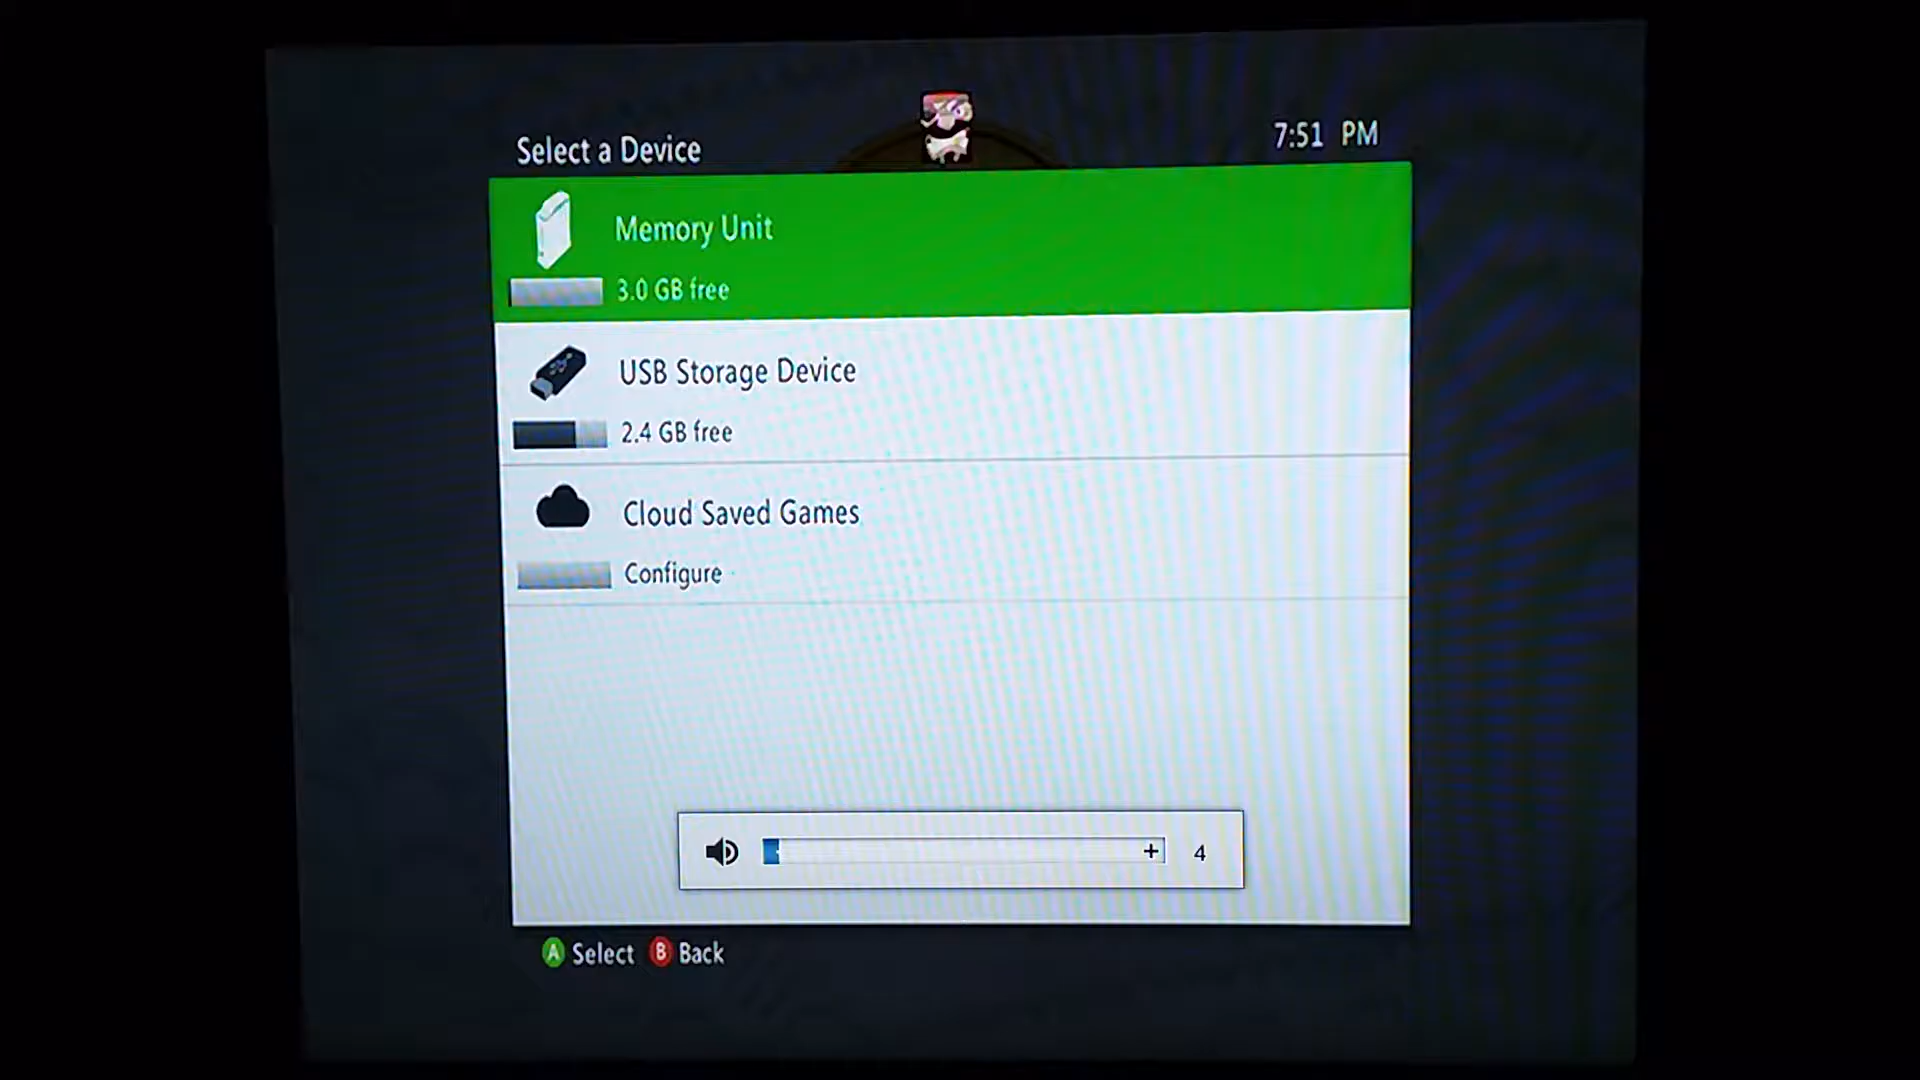 Select a Device
7:51 PM
Memory Unit
3.0 GB free
USB Storage Device
2.4 GB free
Cloud Saved Games
Configure
+ 4
A Select B Back